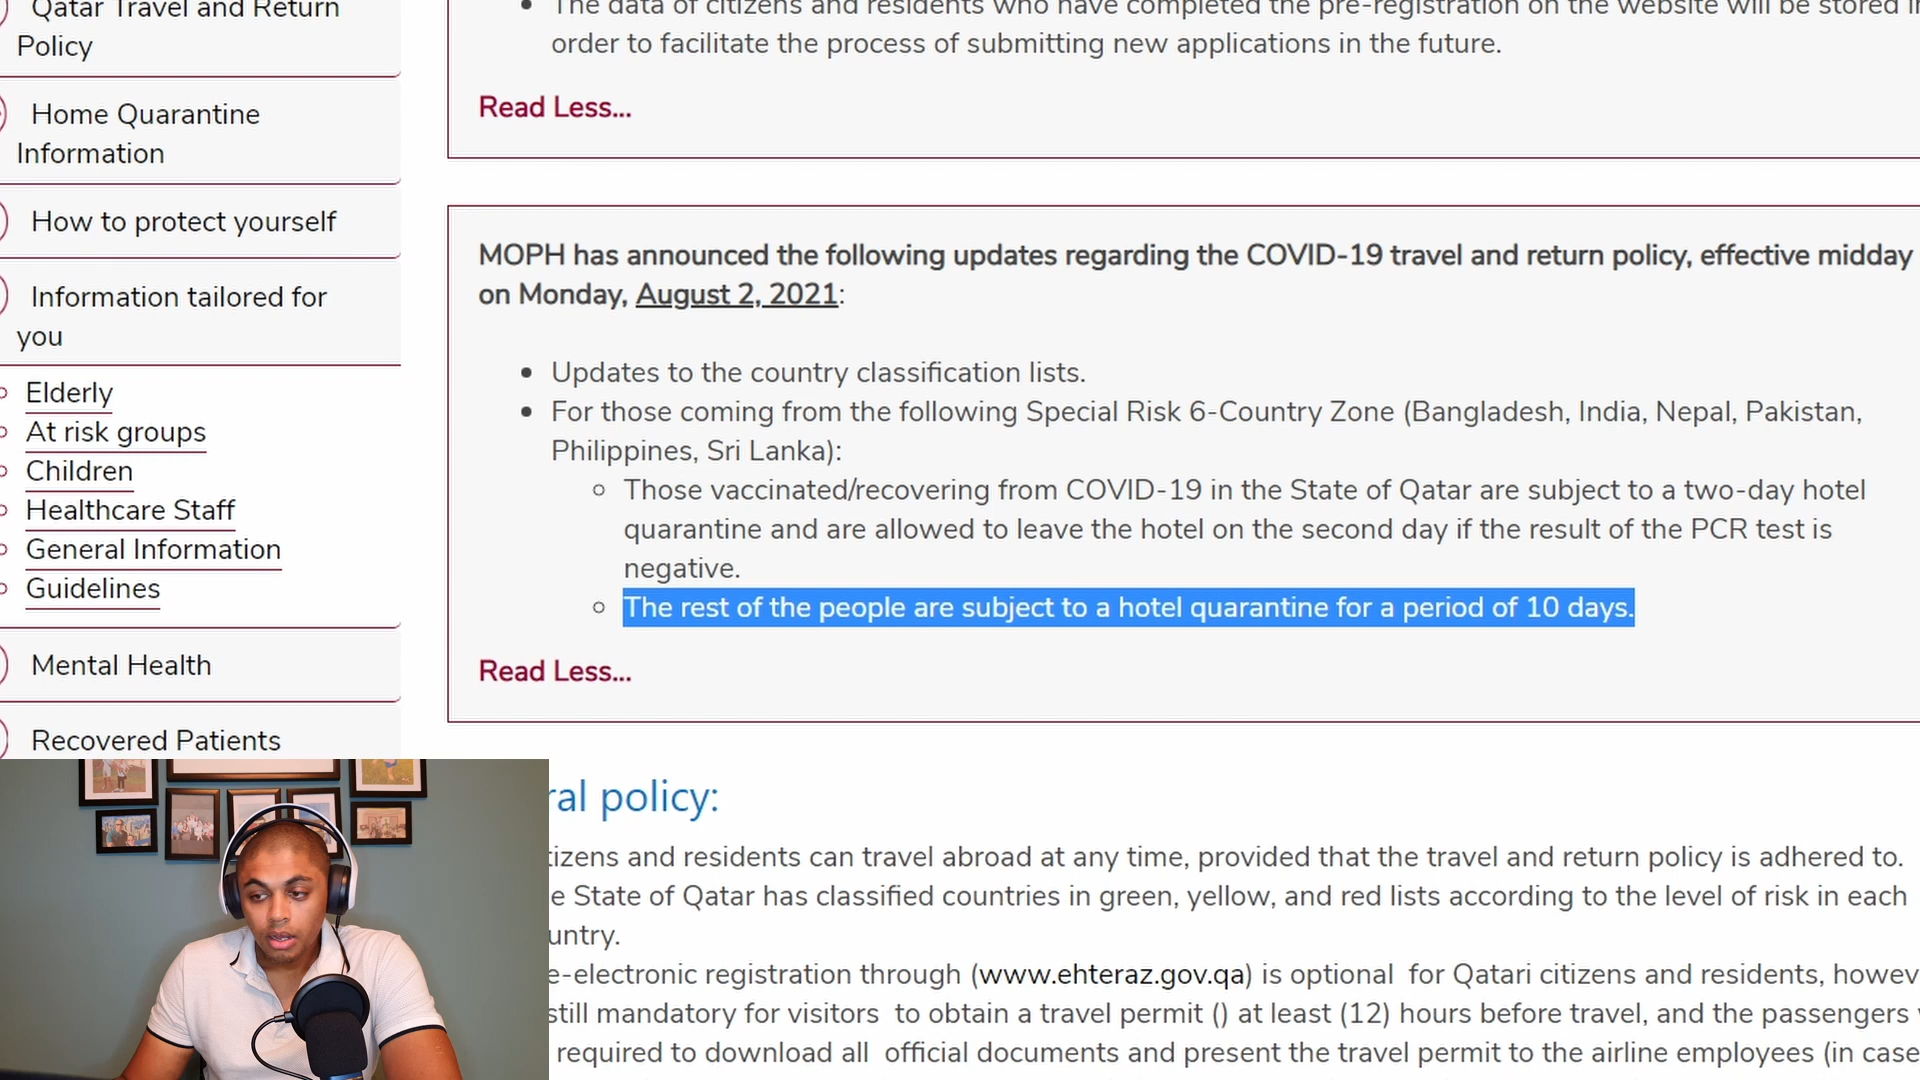 Qatar Travel and Return
Policy
Home Quarantine
Information
How to protect yourself
Information tailored for
you
Elderly
At risk groups
Children
Healthcare Staff
General Information
Guidelines
Mental Health
Recovered Patients
The data of citizens and residents who have completed the pre-registration on the website will be stored in
order to facilitate the process of submitting new applications in the future.
Read Less...
MOPH has announced the following updates regarding the COVID-19 travel and return policy, effective midday
on Monday, August 2, 2021:
Updates to the country classification lists.
For those coming from the following Special Risk 6-Country Zone (Bangladesh, India, Nepal, Pakistan,
Philippines, Sri Lanka):
Those vaccinated/recovering from COVID-19 in the State of Qatar are subject to a two-day hotel
quarantine and are allowed to leave the hotel on the second day if the result of the PCR test is
negative.
The rest of the people are subject to a hotel quarantine for a period of 10 days.
Read Less...
ral policy:
tizens and residents can travel abroad at any time, provided that the travel and return policy is adhered to.
e State of Qatar has classified countries in green, yellow, and red lists according to the level of risk in each
untry.
e-electronic registration through (www.ehteraz.gov.qa) is optional for Qatari citizens and residents, howev
still mandatory for visitors to obtain a travel permit () at least (12) hours before travel, and the passengers
required to download all official documents and present the travel permit to the airline employees (in case